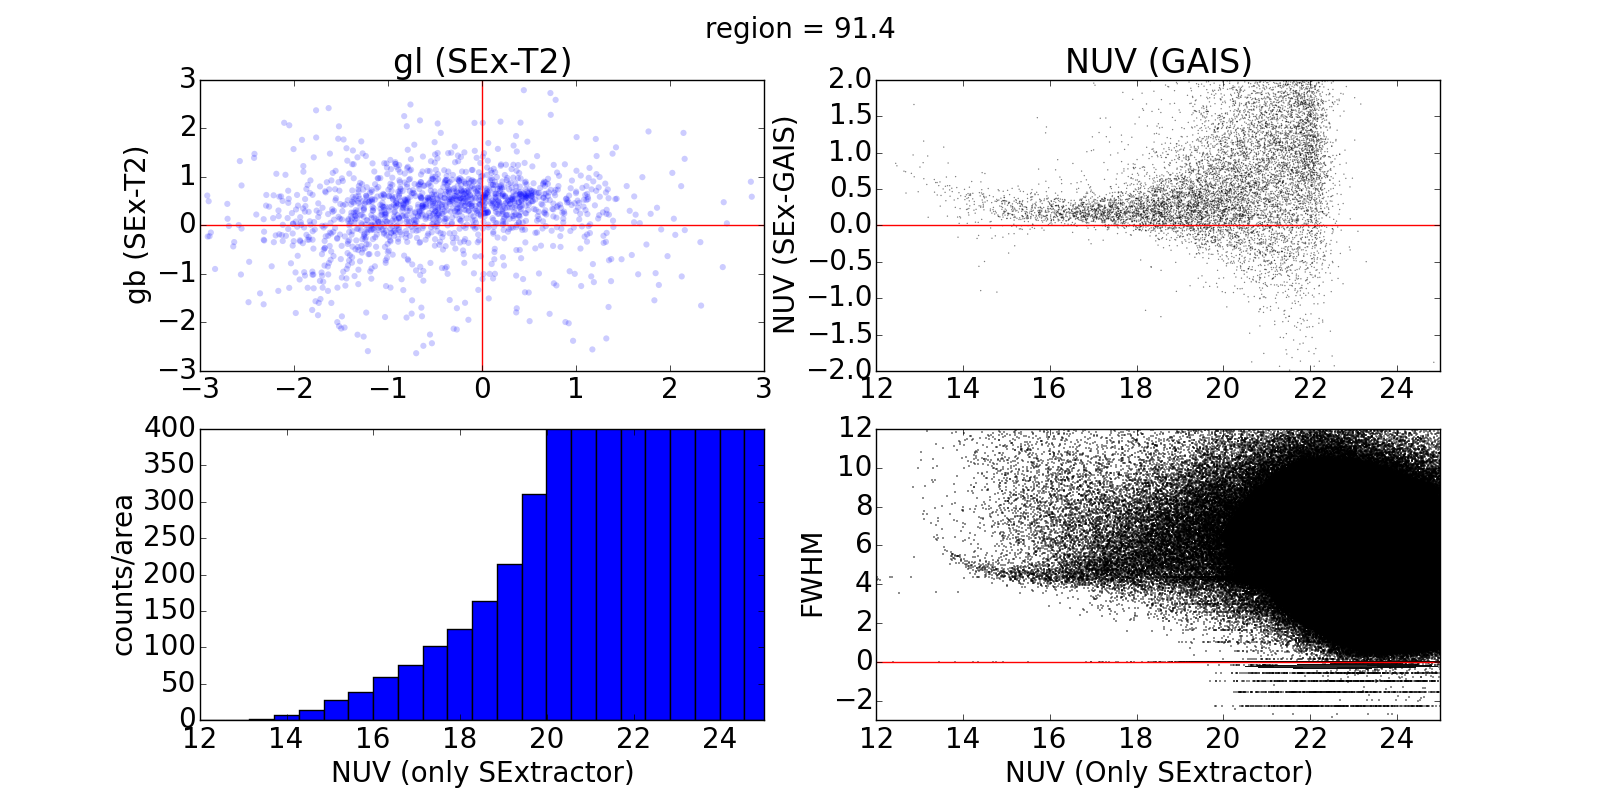 region = 91.4
gl (SEx-T2)
NUV (GAIS)
3
2
1
0
−1
−2
−3
gb (SEx-T2)
−3 −2 −1 0 1 2 3
2.0
1.5
1.0
0.5
0.0
−0.5
−1.0
−1.5
−2.0
NUV (SEx-GAIS)
12 14 16 18 20 22 24
400
350
300
250
200
150
100
50
0
counts/area
12 14 16 18 20 22 24
NUV (only SExtractor)
12
10
8
6
4
2
0
−2
FWHM
12 14 16 18 20 22 24
NUV (Only SExtractor)